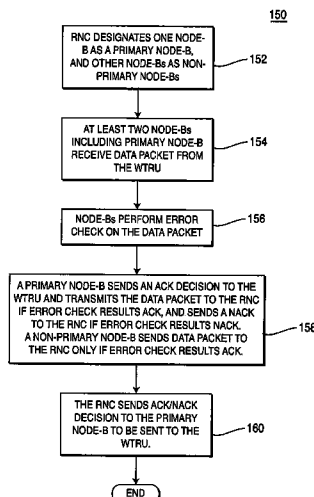 150
RNC DESIGNATES ONE NODE-
B AS A PRIMARY NODE-B,
AND OTHER NODE-Bs AS NON-
PRIMARY NODE-Bs
152
AT LEAST TWO NODE-Bs
INCLUDING PRIMARY NODE-B
RECEIVE DATA PACKET FROM
THE WTRU
154
NODE-Bs PERFORM ERROR
CHECK ON THE DATA PACKET
156
A PRIMARY NODE-B SENDS AN ACK DECISION TO THE
WTRU AND TRANSMITS THE DATA PACKET TO THE RNC
IF ERROR CHECK RESULTS ACK, AND SENDS A NACK
TO THE RNC IF ERROR CHECK RESULTS NACK.
A NON-PRIMARY NODE-B SENDS DATA PACKET TO
THE RNC ONLY IF ERROR CHECK RESULTS ACK.
158
THE RNC SENDS ACK/NACK
DECISION TO THE PRIMARY
NODE-B TO BE SENT TO THE
WTRU.
160
END